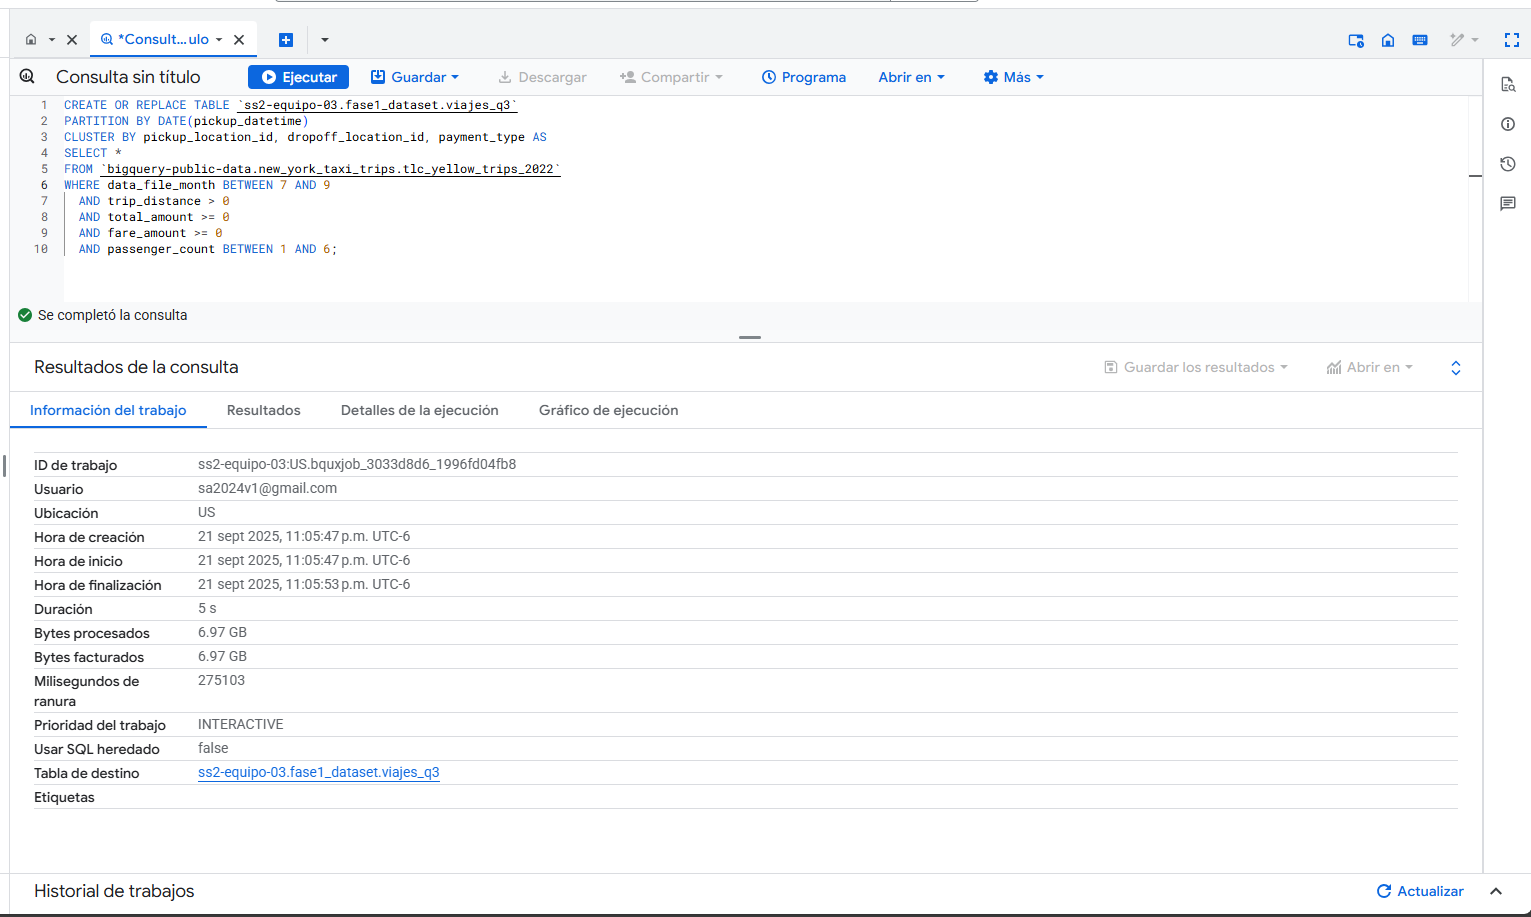 *Consult...ulo
Consulta sin título
Ejecutar
Guardar
Descargar
Compartir
Programa
Abrir en
Más
1 CREATE OR REPLACE TABLE `ss2-equipo-03.fase1_dataset.viajes_q3`
2 PARTITION BY DATE(pickup_datetime)
3 CLUSTER BY pickup_location_id, dropoff_location_id, payment_type AS
4 SELECT *
5 FROM `bigquery-public-data.new_york_taxi_trips.tlc_yellow_trips_2022`
6 WHERE data_file_month BETWEEN 7 AND 9
7 AND trip_distance > 0
8 AND total_amount >= 0
9 AND fare_amount >= 0
10 AND passenger_count BETWEEN 1 AND 6;
Se completó la consulta
Resultados de la consulta
Guardar los resultados
Abrir en
Información del trabajo
Resultados
Detalles de la ejecución
Gráfico de ejecución
ID de trabajo ss2-equipo-03:US.bquxjob_3033d8d6_1996fd04fb8
Usuario sa2024v1@gmail.com
Ubicación US
Hora de creación 21 sept 2025, 11:05:47 p.m. UTC-6
Hora de inicio 21 sept 2025, 11:05:47 p.m. UTC-6
Hora de finalización 21 sept 2025, 11:05:53 p.m. UTC-6
Duración 5 s
Bytes procesados 6.97 GB
Bytes facturados 6.97 GB
Milisegundos de ranura 275103
Prioridad del trabajo INTERACTIVE
Usar SQL heredado false
Tabla de destino ss2-equipo-03.fase1_dataset.viajes_q3
Etiquetas
Historial de trabajos
Actualizar